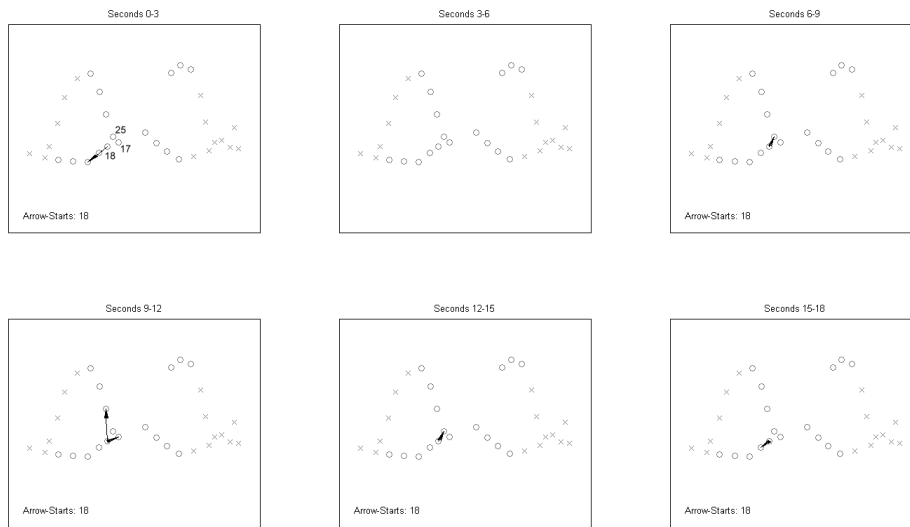 Seconds 0-3
Seconds 3-6
Seconds 6-9
25
17
18
Arrow-Starts: 18
Arrow-Starts: 18
Seconds 9-12
Seconds 12-15
Seconds 15-18
Arrow-Starts: 18
Arrow-Starts: 18
Arrow-Starts: 18